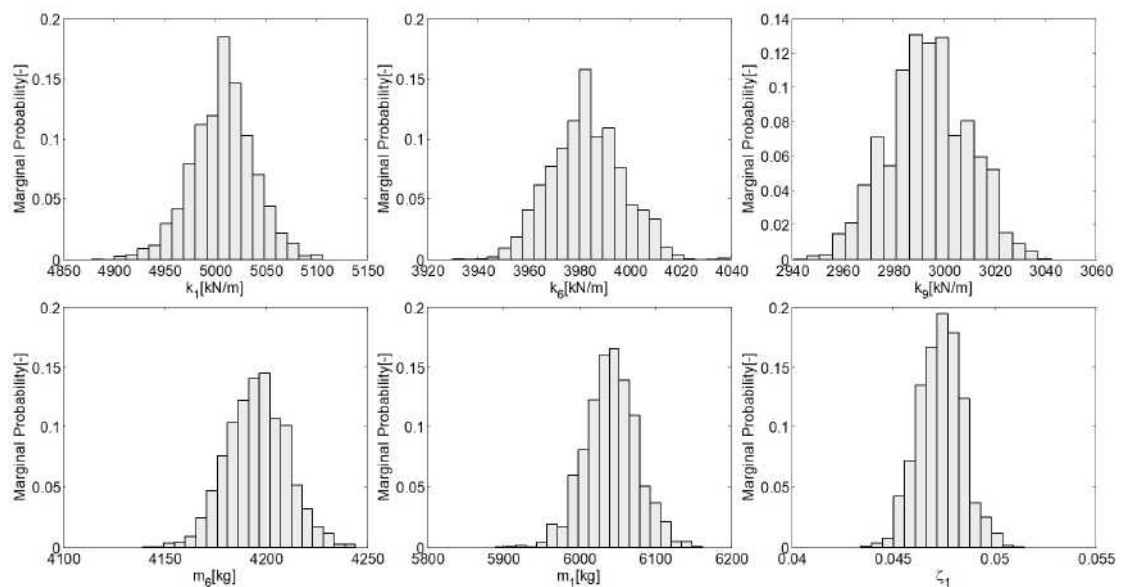 0.2
0.15
0.1
0.05
0
Marginal Probability[-]
4850 4900 4950 5000 5050 5100 5150
k₁[kN/m]
0.2
0.15
0.1
0.05
0
Marginal Probability[-]
3920 3940 3960 3980 4000 4020 4040
k₆[kN/m]
0.14
0.12
0.1
0.08
0.06
0.04
0.02
0
Marginal Probability[-]
2940 2960 2980 3000 3020 3040 3060
k₉[kN/m]
0.2
0.15
0.1
0.05
0
Marginal Probability[-]
4100 4150 4200 4250
m₆[kg]
0.2
0.15
0.1
0.05
0
Marginal Probability[-]
5800 5900 6000 6100 6200
m₁[kg]
0.2
0.15
0.1
0.05
0
Marginal Probability[-]
0.04 0.045 0.05 0.055
ζ₁